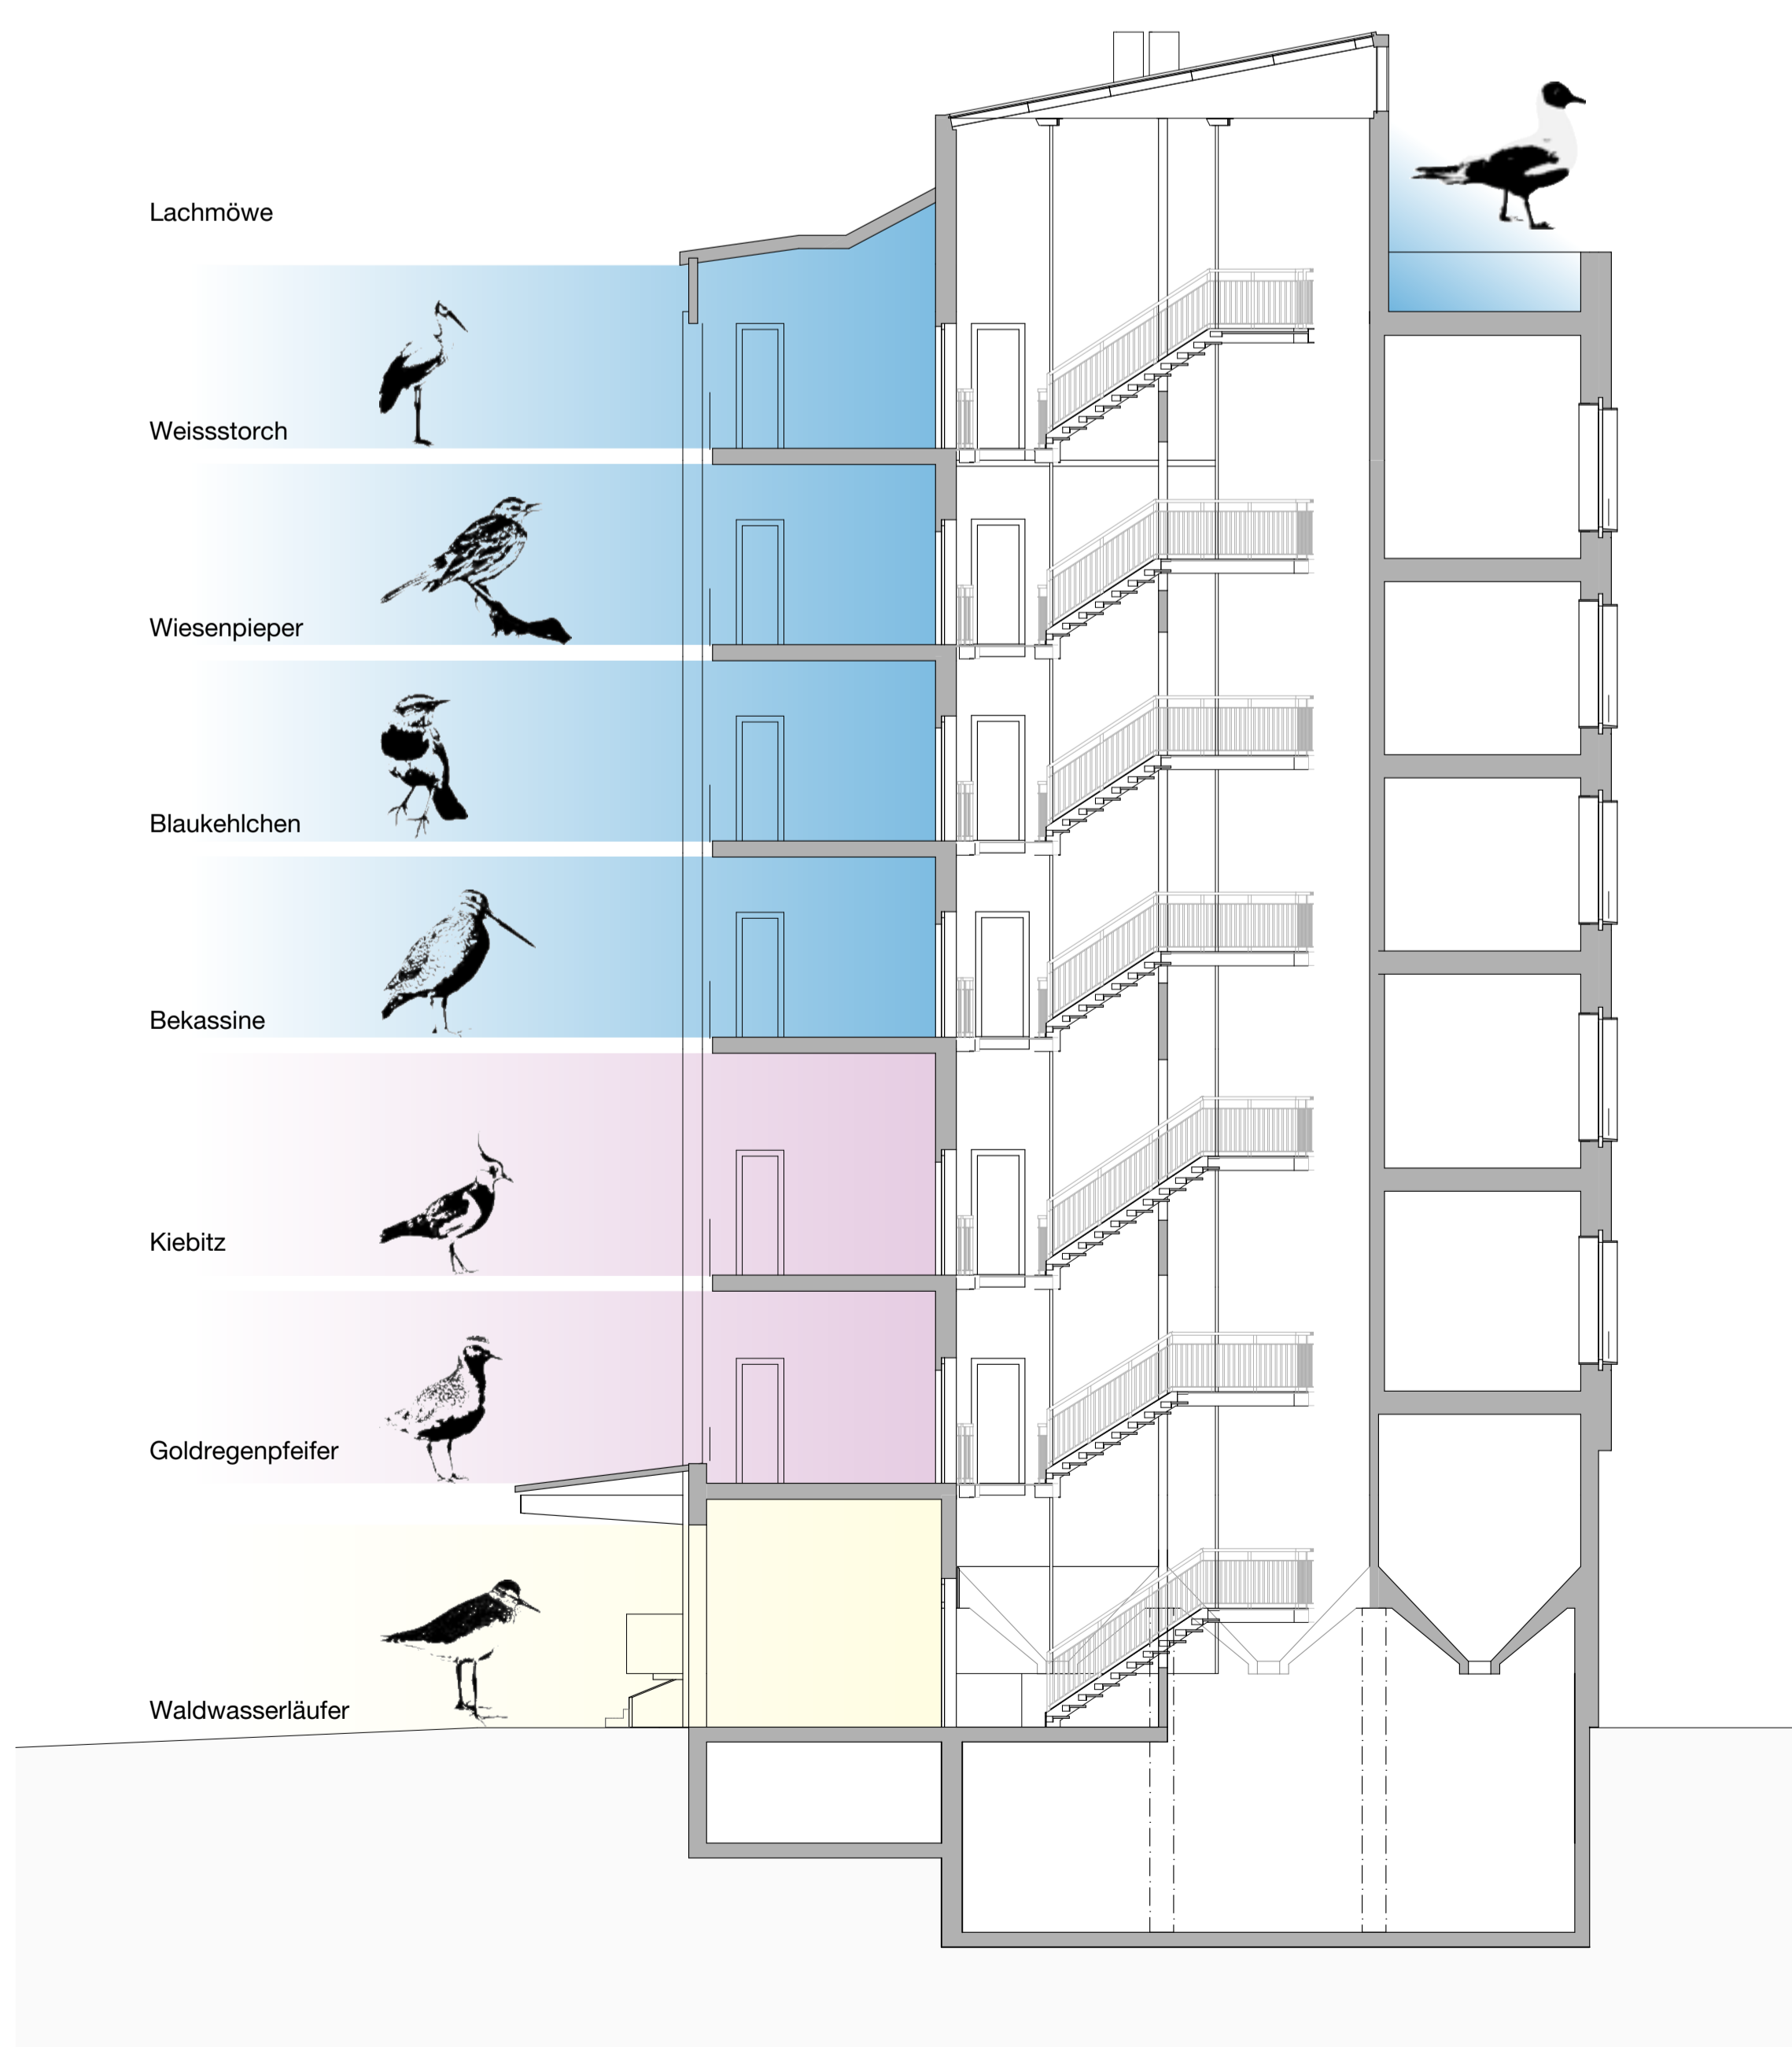 Lachmöwe
Weissstorch
Wiesenpieper
Blaukehlchen
Bekassine
Kiebitz
Goldregenpfeifer
Waldwasserläufer